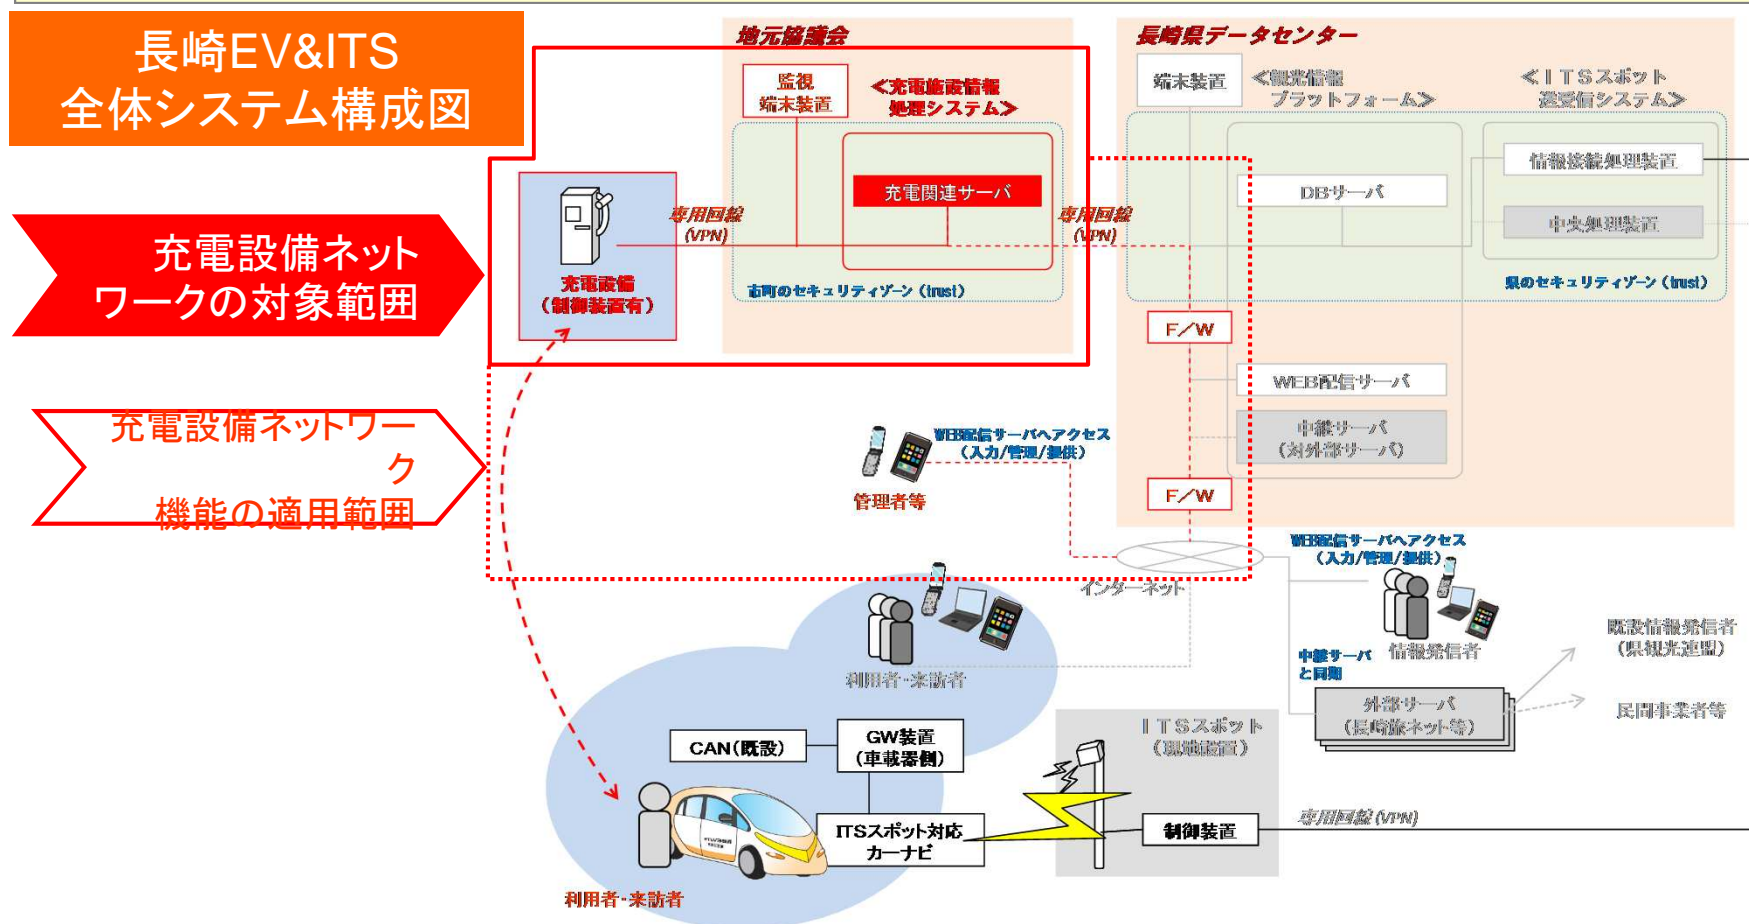 長崎EV&ITS
全体システム構成図
充電設備ネット
ワークの対象範囲
充電設備ネットワー
ク
機能の適用範囲
地元協議会
監視
端末装置
≪充電施設情報
処理システム≫
充電関連サーバ
専用回線
(VPN)
充電設備
(制御装置有)
市町のセキュリティゾーン(trust)
専用回線
(VPN)
長崎県データセンター
端末装置
≪観光情報
プラットフォーム≫
≪ITSスポット
送受信システム≫
DBサーバ
情報接続処理装置
中央処理装置
県のセキュリティゾーン(trust)
F/W
WEB配信サーバ
中継サーバ
(対外部サーバ)
F/W
WEB配信サーバへアクセス
(入力/管理/提供)
管理者等
インターネット
WEB配信サーバへアクセス
(入力/管理/提供)
情報発信者
中継サーバ
と同期
外部サーバ
(長崎旅ネット等)
既設情報発信者
(県観光連盟)
民間事業者等
利用者・来訪者
CAN(既設)
GW装置
(車載器側)
ITSスポット対応
カーナビ
利用者・来訪者
ITSスポット
(現地設置)
制御装置
専用回線(VPN)